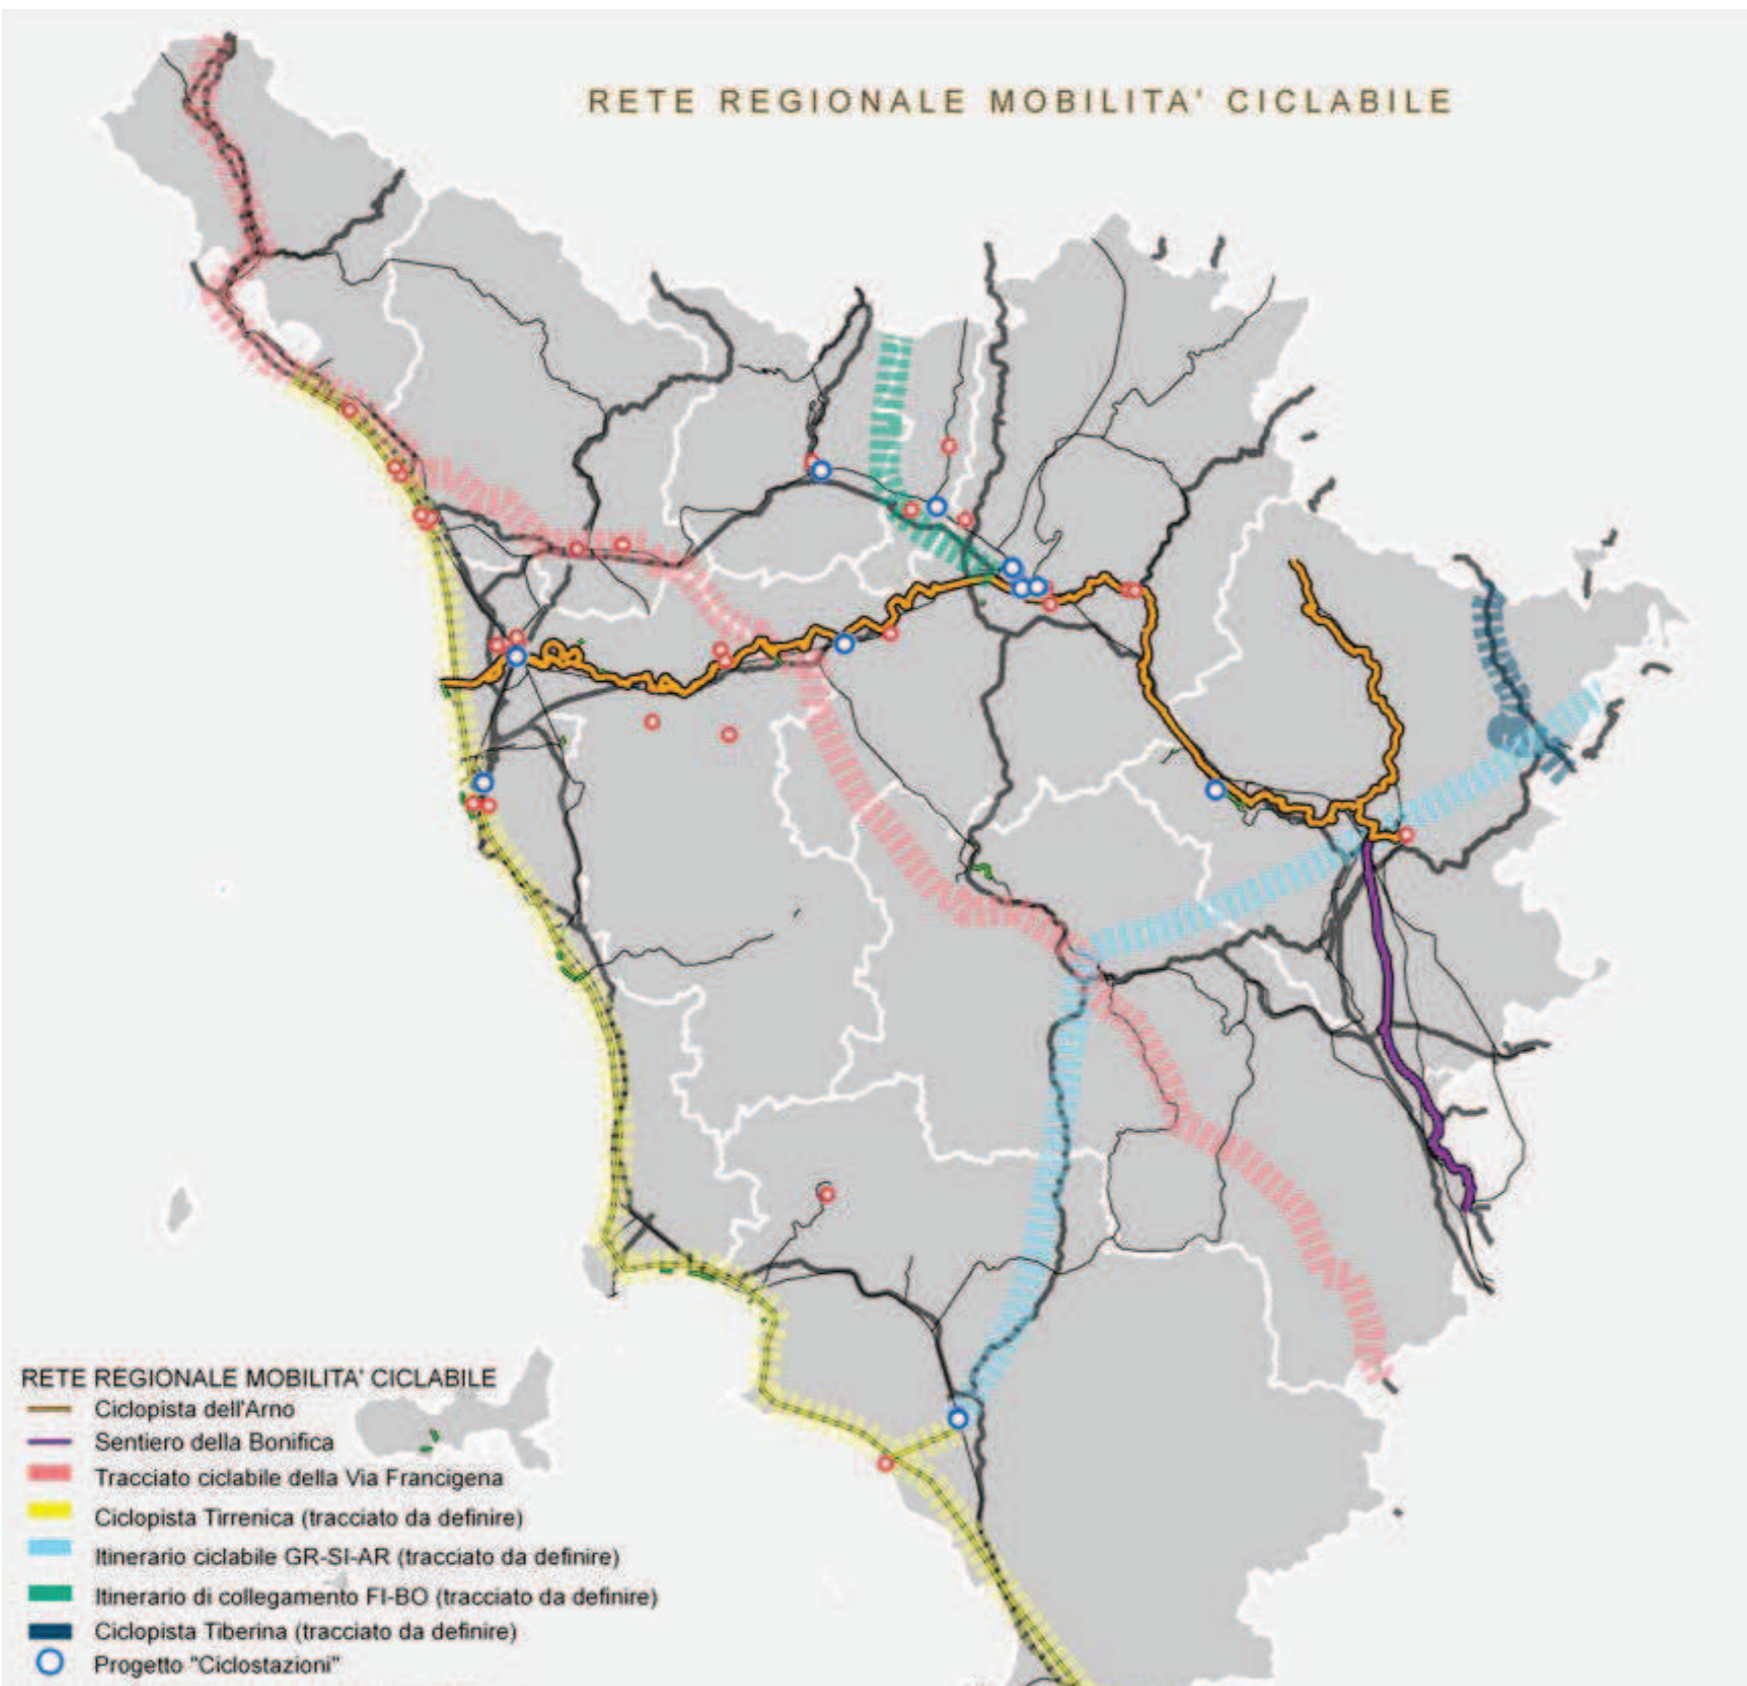 RETE REGIONALE MOBILITA' CICLABILE
RETE REGIONALE MOBILITA' CICLABILE
Ciclopista dell'Arno
Sentiero della Bonifica
Tracciato ciclabile della Via Francigena
Ciclopista Tirrenica (tracciato da definire)
Itinerario ciclabile GR-SI-AR (tracciato da definire)
Itinerario di collegamento FI-BO (tracciato da definire)
Ciclopista Tiberina (tracciato da definire)
Progetto "Ciclostazioni"